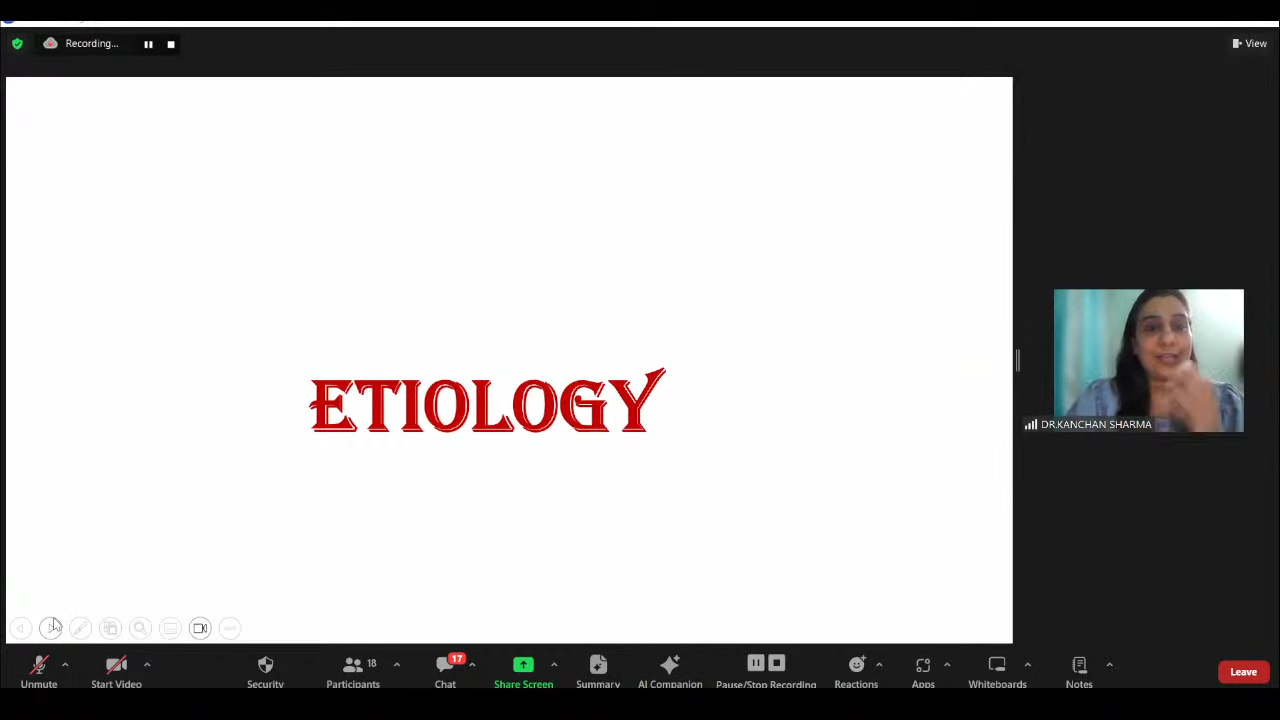 Recording...
View
ETIOLOGY
DR.KANCHAN SHARMA
18
17
Unmute
Start Video
Security
Participants
Chat
Share Screen
Summary
AI Companion
Pause/Stop Recording
Reactions
Apps
Whiteboards
Notes
Leave